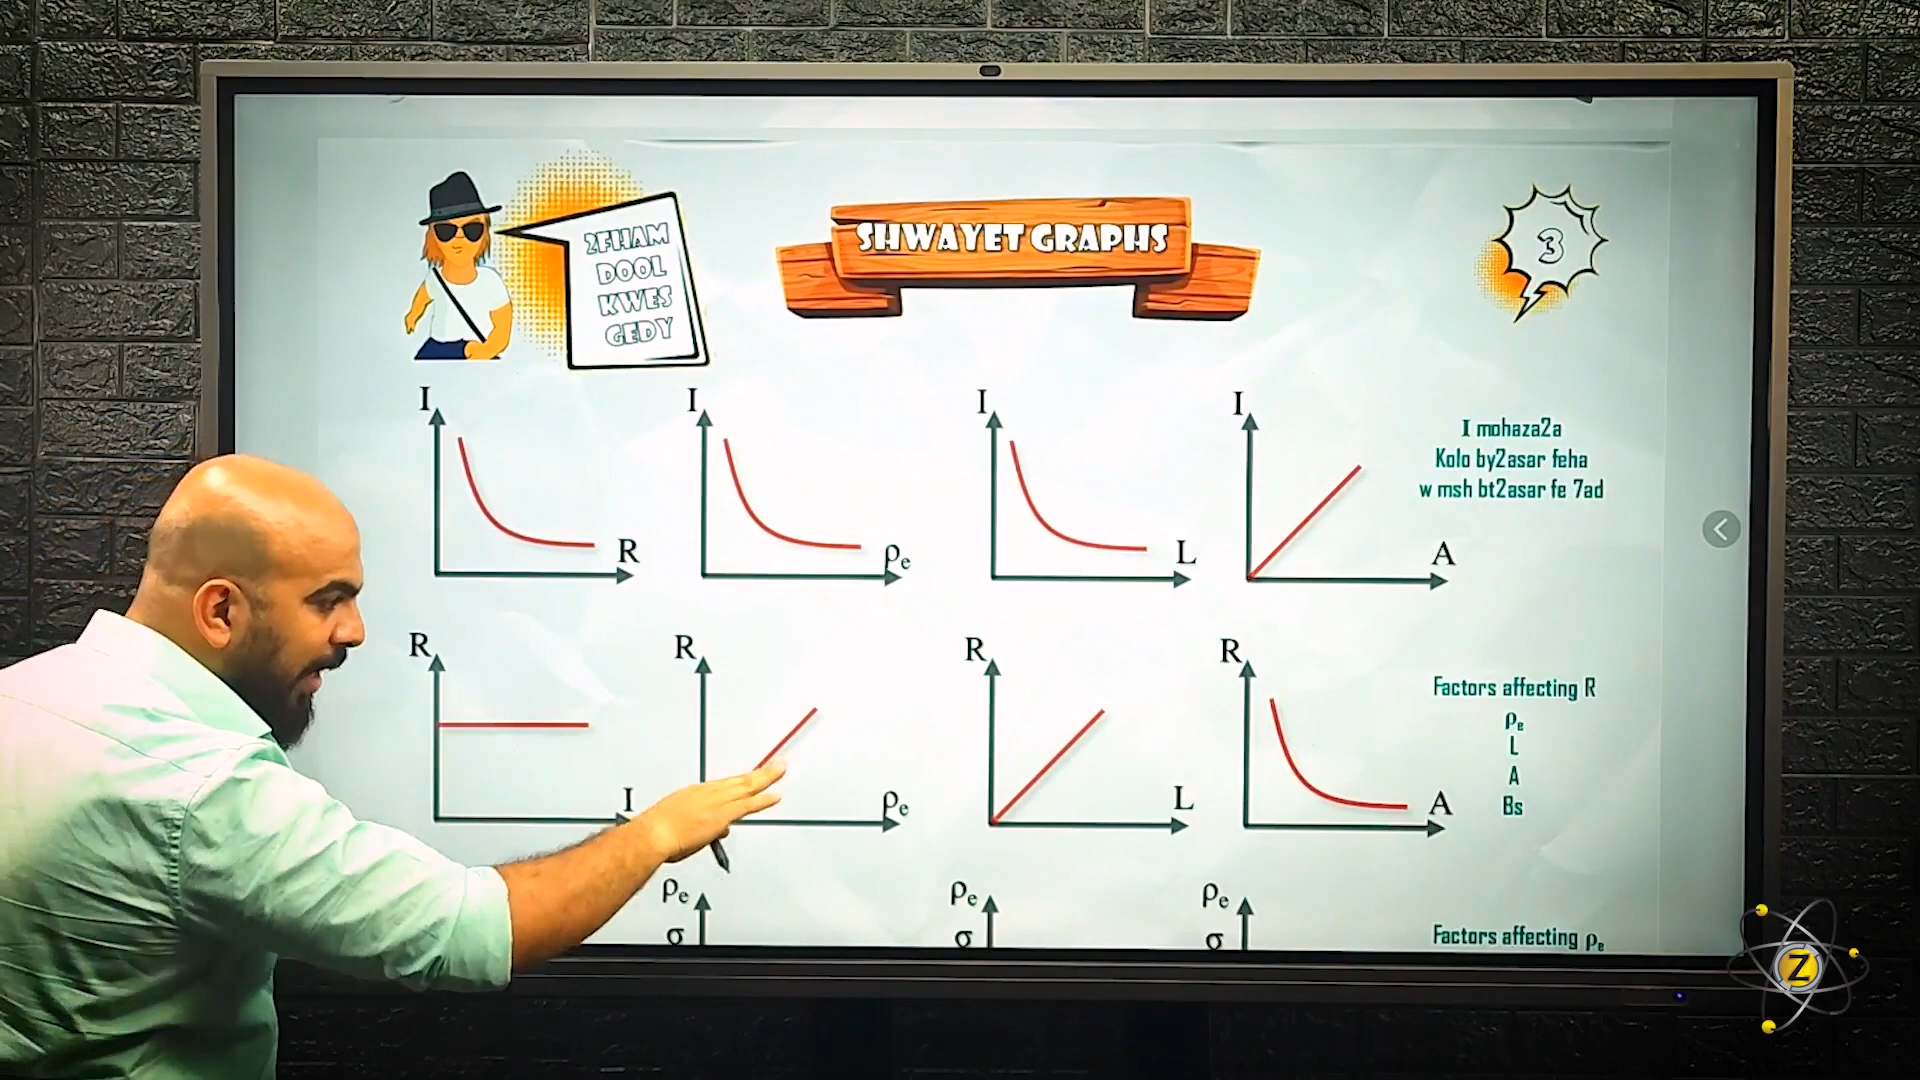 2FHAM
DOOL
KWES
GEDY
SHWAYET GRAPHS
3
I
R
I
ρe
I
L
I
A
I mohaza2a
Kolo by2asar feha
w msh bt2asar fe 7ad
R
I
R
ρe
R
L
R
A
Factors affecting R
ρe
L
A
Bs
ρe
σ
ρe
σ
ρe
σ
Factors affecting ρe
Z